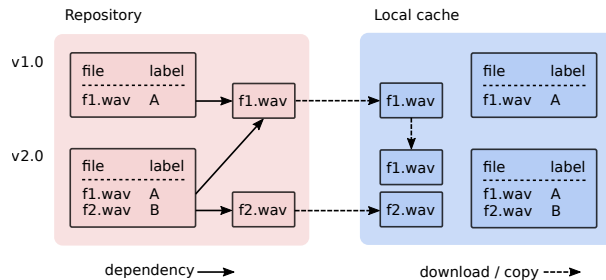 Repository
Local cache
v1.0
file label
f1.wav A
f1.wav
f1.wav
file label
f1.wav A
v2.0
file label
f1.wav A
f2.wav B
f2.wav
f1.wav
f2.wav
file label
f1.wav A
f2.wav B
dependency
download / copy